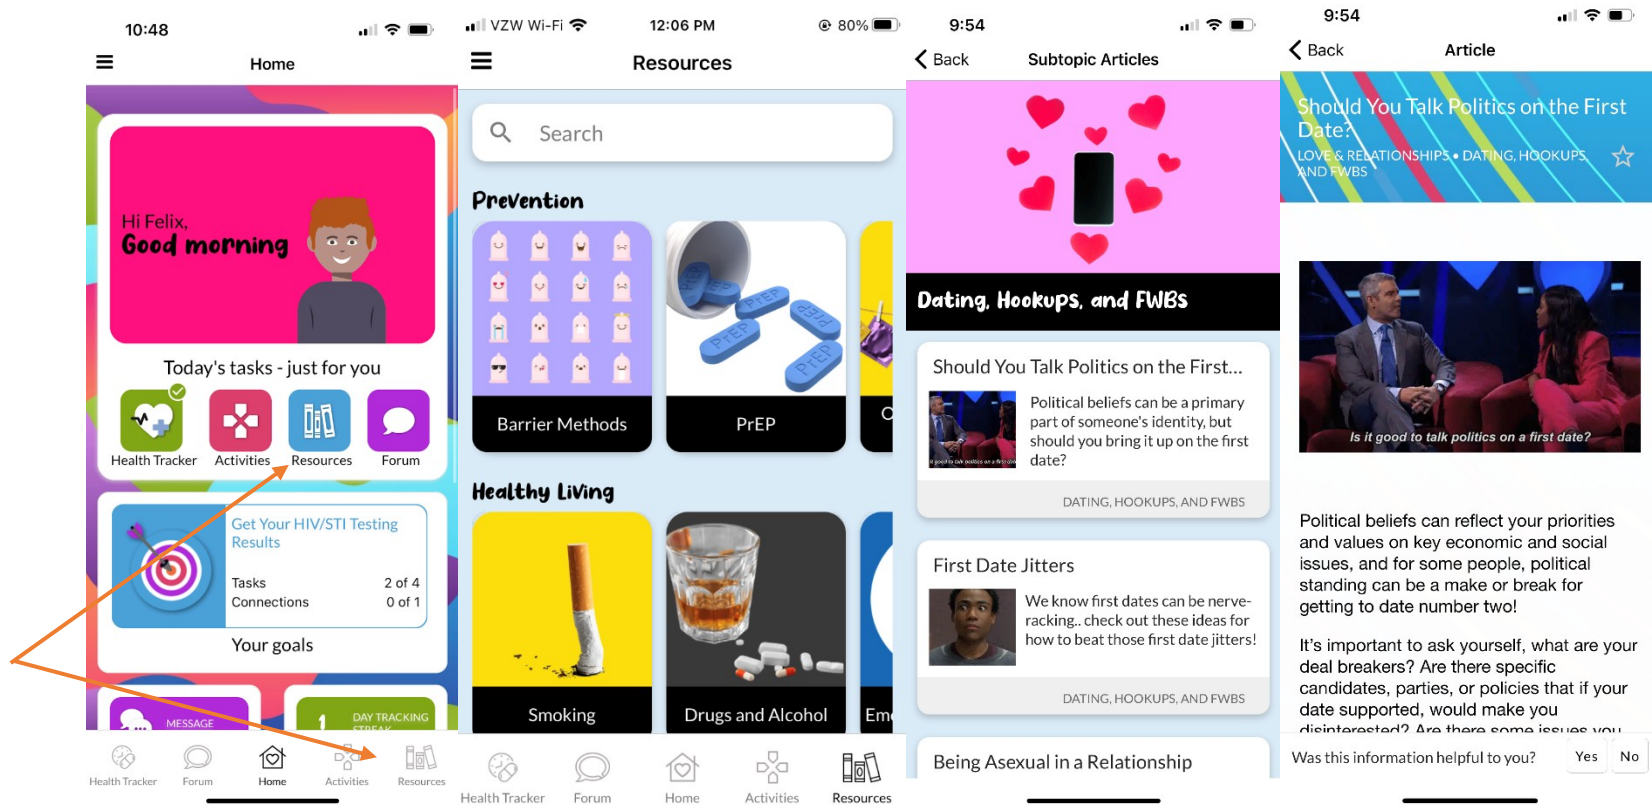 10:48
Home
Hi Felix,
Good morning
Today's tasks - just for you
Health Tracker Activities Resources Forum
Get Your HIV/STI Testing
Results
Tasks 2 of 4
Connections 0 of 1
Your goals
MESSAGE
1 DAY TRACKING
STREAK
Health Tracker Forum Home Activities Resources
VZW Wi-Fi 12:06 PM 80%
Resources
Search
Prevention
Barrier Methods PrEP
PrEP
PrEP
PrEP
Healthy Living
Smoking Drugs and Alcohol
Health Tracker Forum Home Activities Resources
9:54
Back Subtopic Articles
Dating, Hookups, and FWBs
Should You Talk Politics on the First...
Political beliefs can be a primary
part of someone's identity, but
should you bring it up on the first
date?
DATING, HOOKUPS, AND FWBS
First Date Jitters
We know first dates can be nerve-
racking.. check out these ideas for
how to beat those first date jitters!
DATING, HOOKUPS, AND FWBS
Being Asexual in a Relationship
9:54
Back Article
Should You Talk Politics on the First
Date?
LOVE & RELATIONSHIPS • DATING, HOOKUPS,
AND FWBS
Is it good to talk politics on a first date?
Political beliefs can reflect your priorities
and values on key economic and social
issues, and for some people, political
standing can be a make or break for
getting to date number two!
It's important to ask yourself, what are your
deal breakers? Are there specific
candidates, parties, or policies that if your
date supported, would make you
disinterested? Are there some issues you
Was this information helpful to you? Yes No